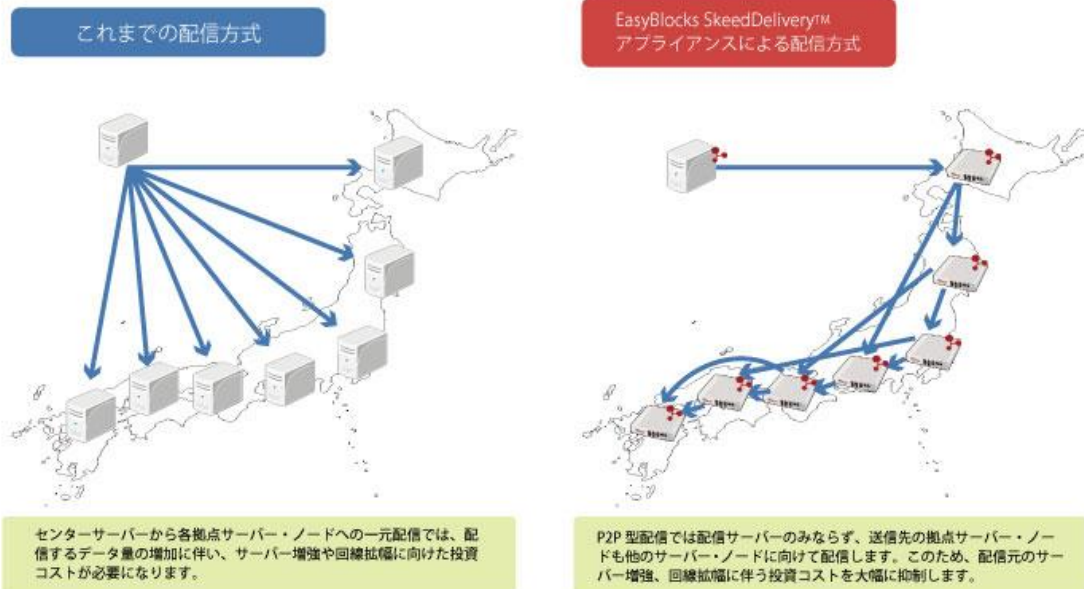 これまでの配信方式
EasyBlocks SkeedDelivery™
アプライアンスによる配信方式
センターサーバーから各拠点サーバー・ノードへの一元配信では、配
信するデータ量の増加に伴い、サーバー増強や回線拡幅に向けた投資
コストが必要になります。
P2P 型配信では配信サーバーのみならず、送信先の拠点サーバー・ノー
ドも他のサーバー・ノードに向けて配信します。このため、配信元のサー
バー増強、回線拡幅に伴う投資コストを大幅に抑制します。